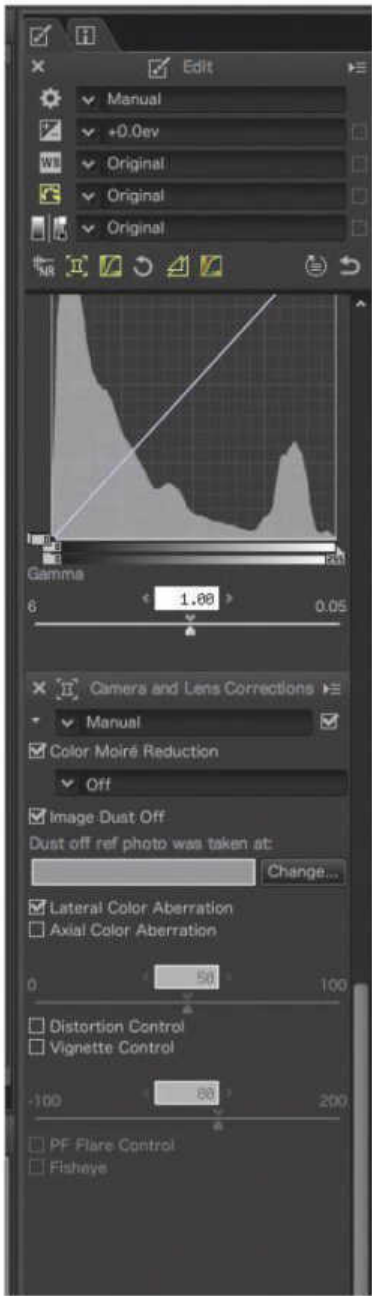 Edit
Manual
+0.0ev
WB Original
Original
Original
NR
Gamma
6 1.00 0.05
Camera and Lens Corrections
Manual
Color Moiré Reduction
Off
Image Dust Off
Dust off ref photo was taken at:
Change...
Lateral Color Aberration
Axial Color Aberration
0 50 100
Distortion Control
Vignette Control
-100 80 200
PF Flare Control
Fisheye